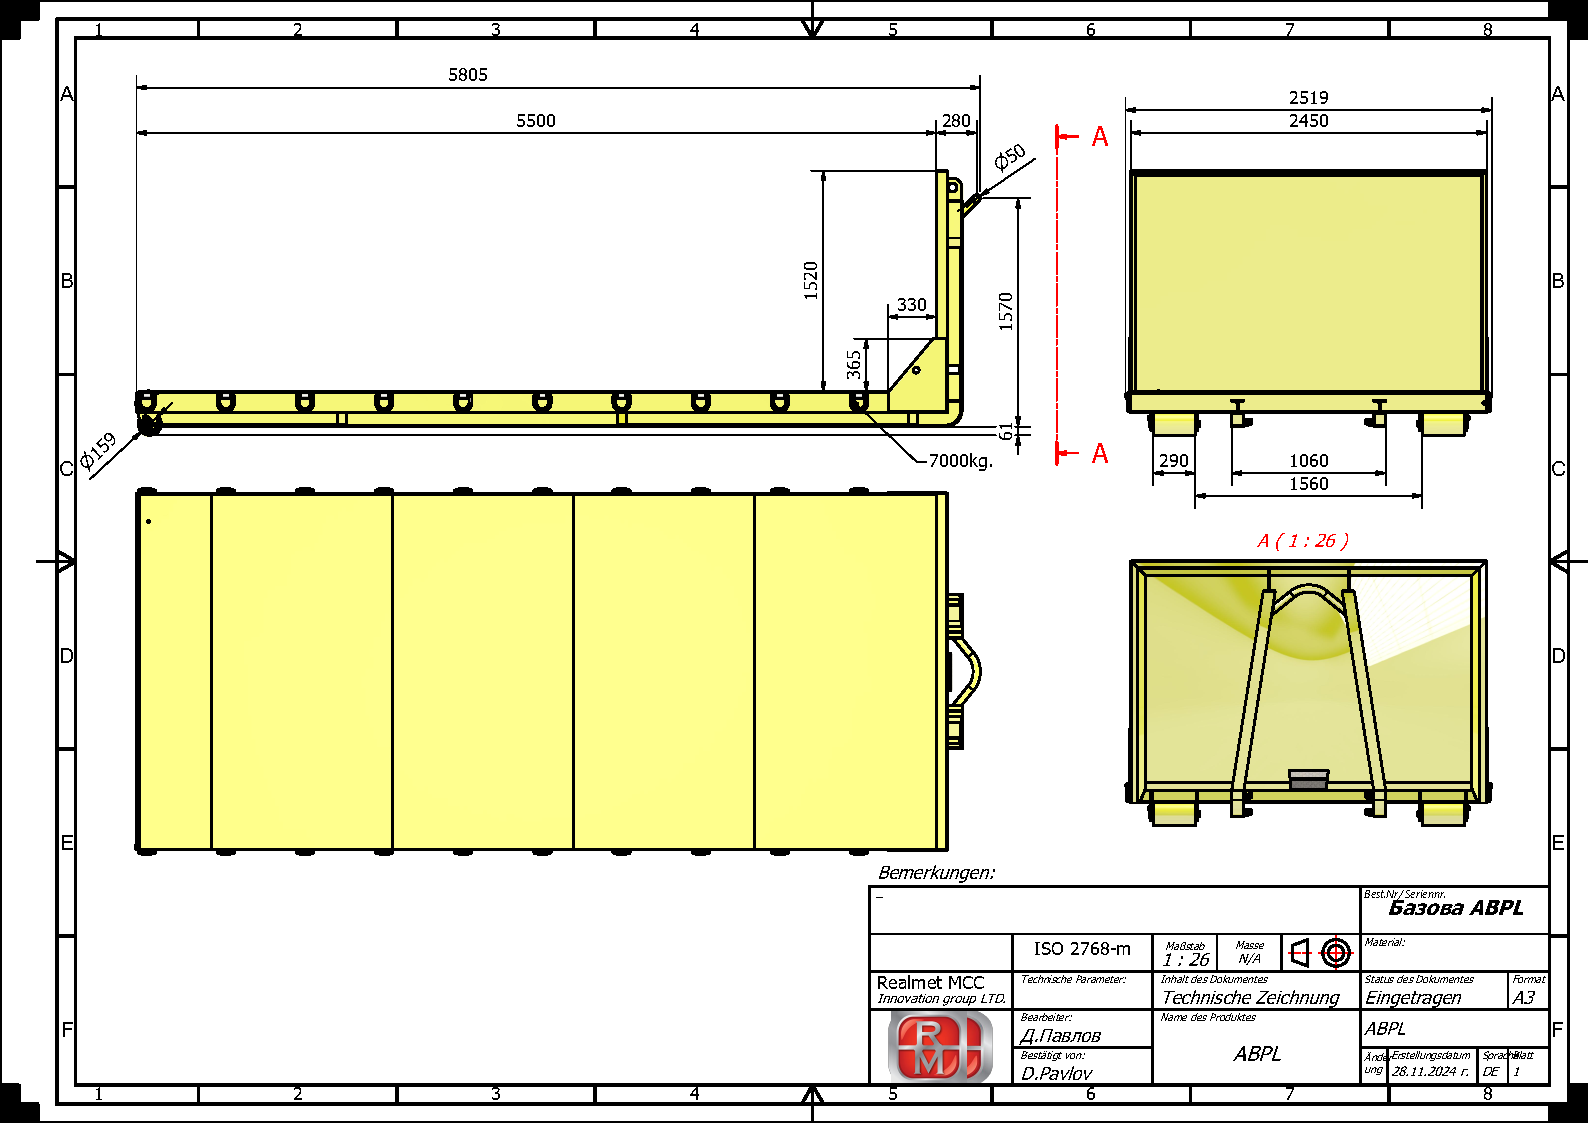 1 2 3 4 5 6 7 8
A A
B B
C C
D D
E E
F F
5805
5500
280
Ø50
1520
330
365
1570
61
Ø159
7000kg.
A
A
2519
2450
290
1060
1560
A ( 1 : 26 )
Bemerkungen:
–
Best.Nr/ Seriennr.
Базова ABPL
ISO 2768-m
Maßstab
1 : 26
Masse
N/A
Material:
Realmet MCC
Innovation group LTD.
Technische Parameter:
Inhalt des Dokumentes
Technische Zeichnung
Status des Dokumentes
Eingetragen
Format
A3
RM
Bearbeiter:
Д.Павлов
Bestätigt von:
D.Pavlov
Name des Produktes
ABPL
ABPL
Änder
ung
Erstellungsdatum
28.11.2024 г.
Sprache
DE
Blatt
1
1 2 3 4 5 6 7 8